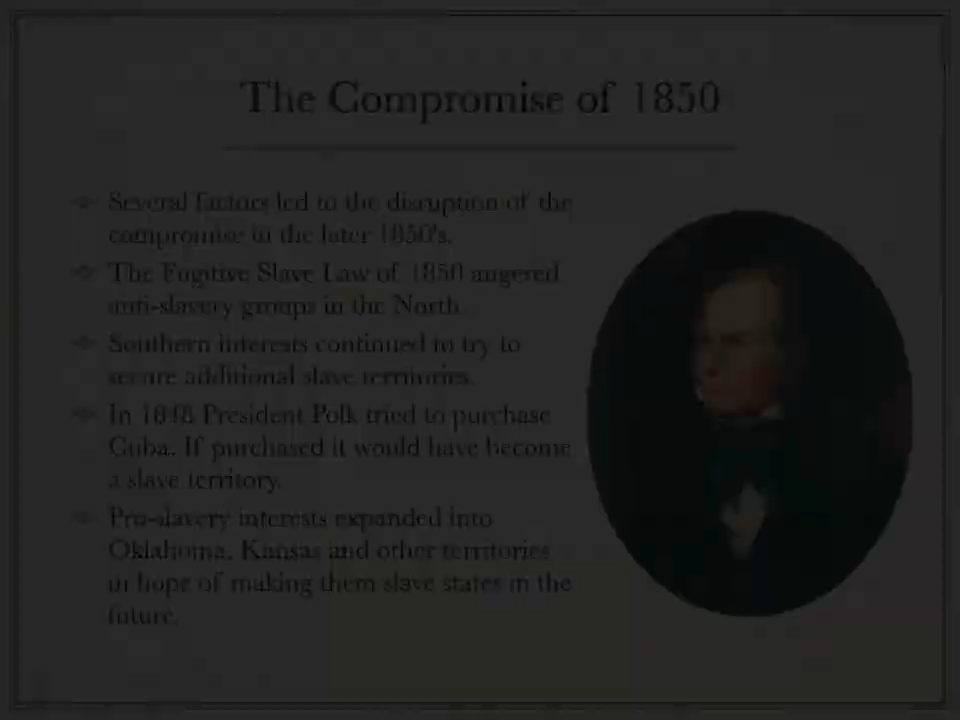 The Compromise of 1850
Several factors led to the disruption of the
compromise in the later 1850's.
The Fugitive Slave Law of 1850 angered
anti-slavery groups in the North.
Southern interests continued to try to
secure additional slave territories.
In 1848 President Polk tried to purchase
Cuba. If purchased it would have become
a slave territory.
Pro-slavery interests expanded into
Oklahoma, Kansas and other territories
in hope of making them slave states in the
future.